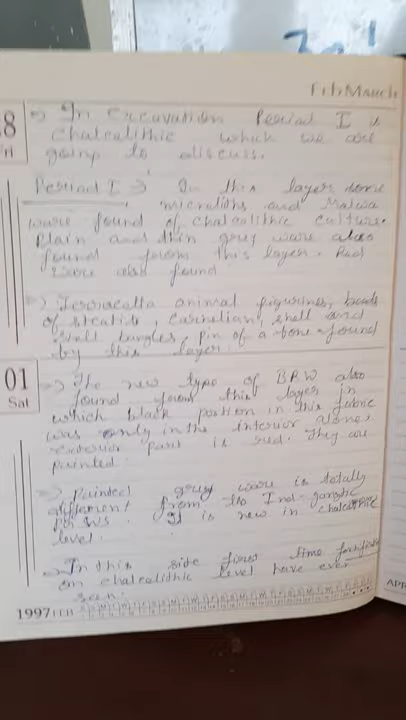 Feb March
8
Fri
=> In excavation Period I is
chalcolithic which we are
going to discuss.
Period I => In this layer some
microliths and Malwa
ware found of chalcolithic culture.
Plain and thin grey ware also
found from this layer. Red
ware also found
=> Terracotta animal figurines, beads
of steatite, carnelian, shell and
shell bangles, pin of a bone found
by this layer.
01
Sat
=> The new type of BRW also
found from this layer in
which black portion in this
was only in the interior alone,
exterior part is red. They are
painted.
=> Painted grey ware is totally
different from the Ind-gangetic
It is new in chalcolithic
level.
=> In this side first time
on chalcolithic level have ever
seen.
1997 FEB
APR